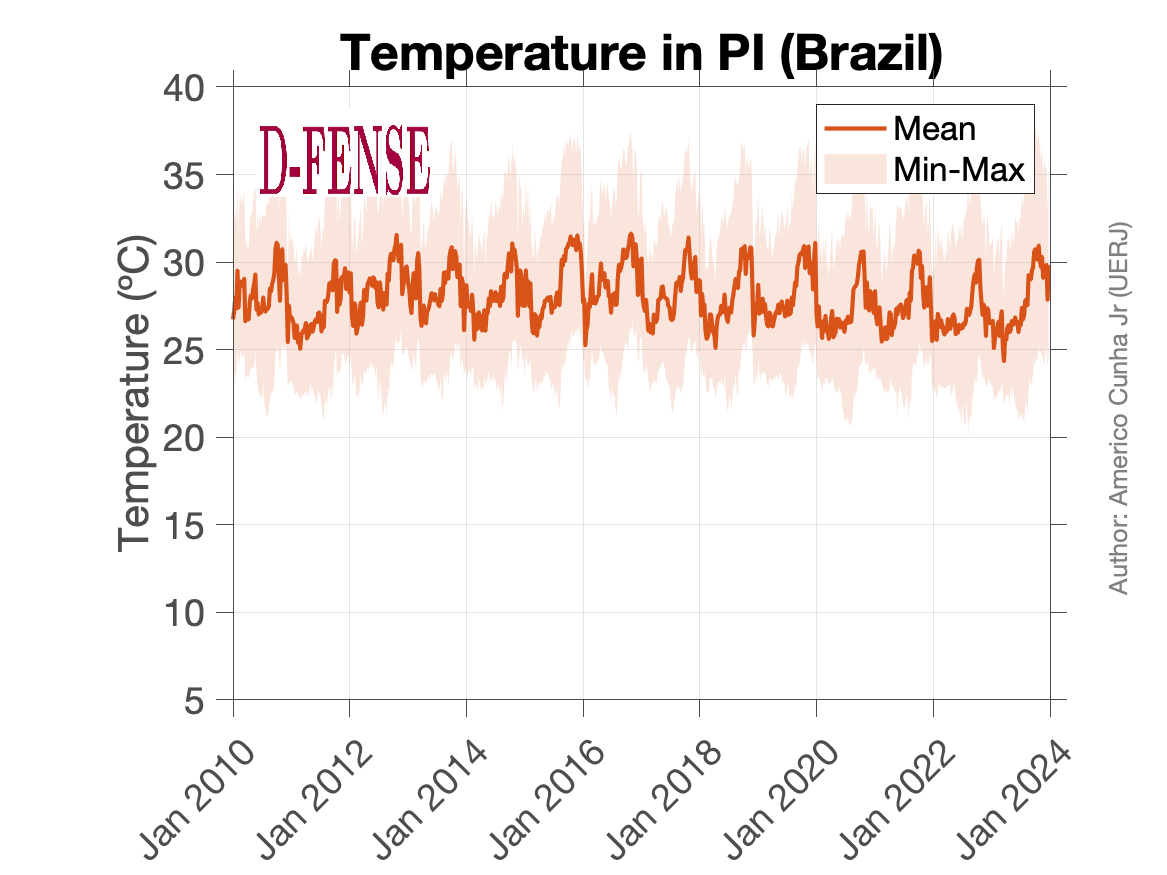 Temperature in PI (Brazil)
D-FENSE
Mean
Min-Max
Temperature (ºC)
40
35
30
25
20
15
10
5
Jan 2010
Jan 2012
Jan 2014
Jan 2016
Jan 2018
Jan 2020
Jan 2022
Jan 2024
Author: Americo Cunha Jr (UERJ)